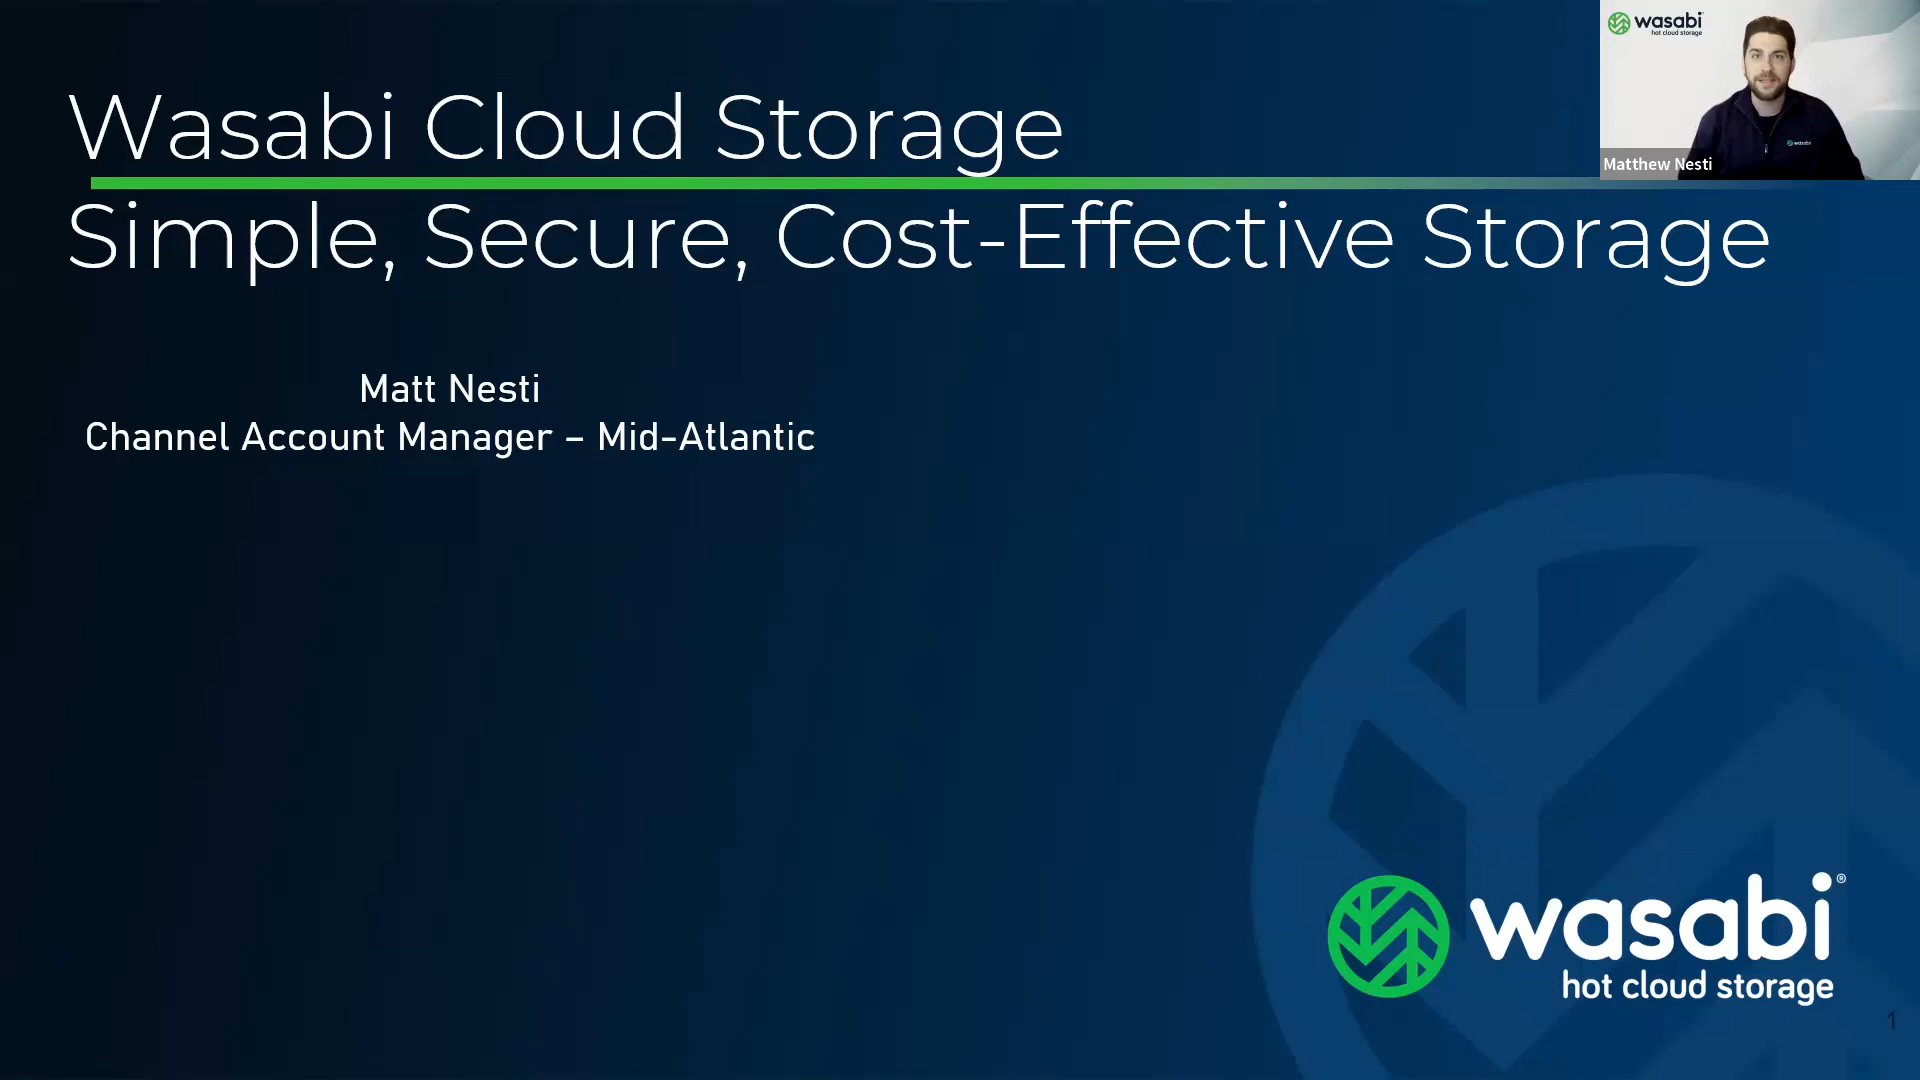 wasabi
hot cloud storage
Matthew Nesti
wasabi
Wasabi Cloud Storage
Simple, Secure, Cost-Effective Storage
Matt Nesti
Channel Account Manager – Mid-Atlantic
wasabi®
hot cloud storage
1